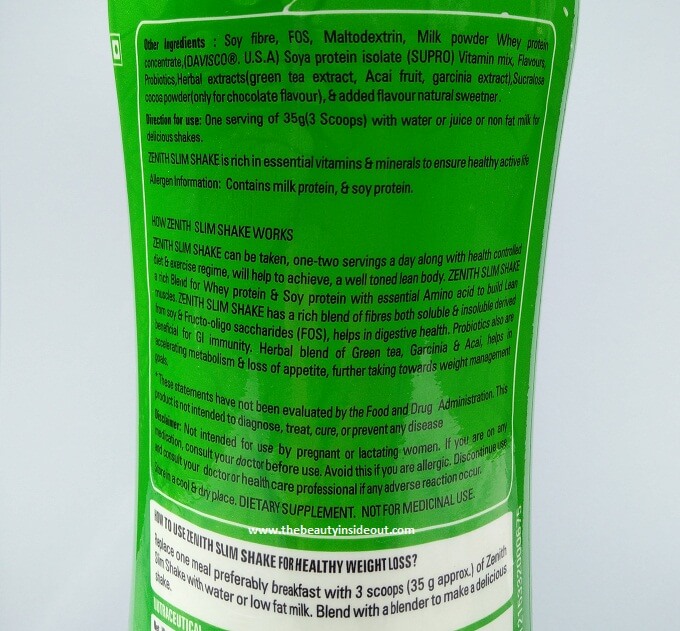 Other Ingredients : Soy fibre, FOS, Maltodextrin, Milk powder Whey protein
concentrate,(DAVISCO®. U.S.A) Soya protein isolate (SUPRO) Vitamin mix, Flavours,
Probiotics,Herbal extracts(green tea extract, Acai fruit, garcinia extract),Sucralose
cocoa powder(only for chocolate flavour), & added flavour natural sweetner.
Direction for use: One serving of 35g(3 Scoops) with water or juice or non fat milk for
delicious shakes.
ZENITH SLIM SHAKE is rich in essential vitamins & minerals to ensure healthy active life
Allergen Information: Contains milk protein, & soy protein.
HOW ZENITH SLIM SHAKE WORKS
ZENITH SLIM SHAKE can be taken, one-two servings a day along with health controlled
diet & exercise regime, will help to achieve, a well toned lean body. ZENITH SLIM SHAKE
a rich Blend for Whey protein & Soy protein with essential Amino acid to build Lean
muscles. ZENITH SLIM SHAKE has a rich blend of fibres both soluble & insoluble derived
from soy & Fructo-oligo saccharides (FOS), helps in digestive health. Probiotics also are
beneficial for GI immunity. Herbal blend of Green tea, Garcinia & Acai, helps in
accelerating metabolism & loss of appetite, further taking towards weight management
goals.
* These statements have not been evaluated by the Food and Drug Administration. This
product is not intended to diagnose, treat, cure, or prevent any disease
Disclaimer: Not intended for use by pregnant or lactating women. If you are on any
medication, consult your doctor before use. Avoid this if you are allergic. Discontinue use
and consult your doctor or health care professional if any adverse reaction occur.
Store in a cool & dry place. DIETARY SUPPLEMENT. NOT FOR MEDICINAL USE.
www.thebeautyinsideout.com
HOW TO USE ZENITH SLIM SHAKE FOR HEALTHY WEIGHT LOSS?
Replace one meal preferably breakfast with 3 scoops (35 g approx.) of Zenith
Slim Shake with water or low fat milk. Blend with a blender to make a delicious
shake.